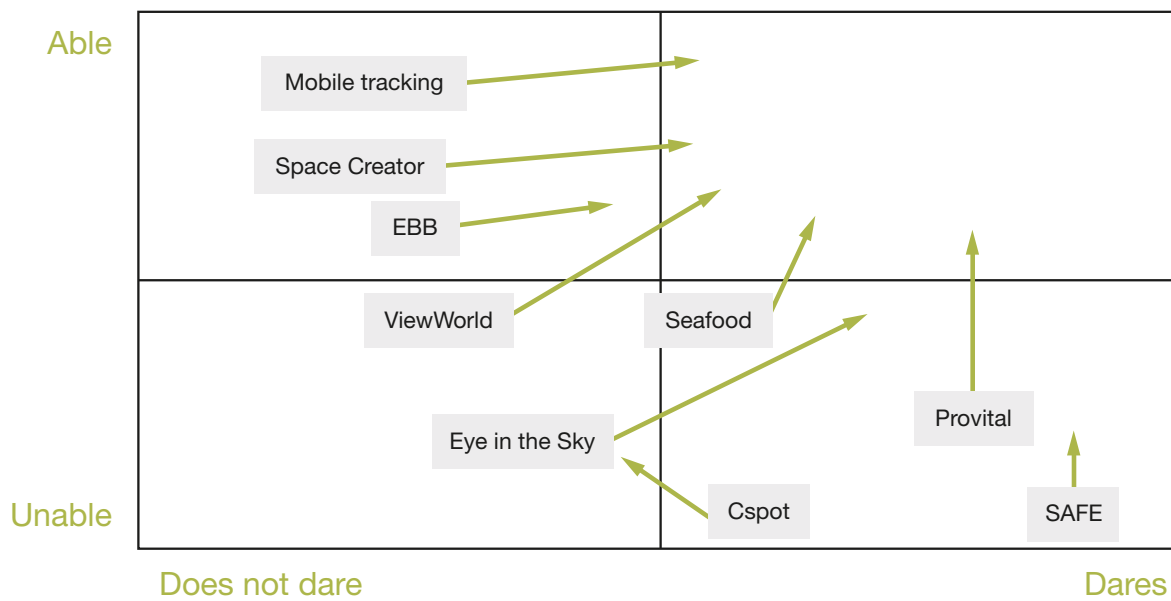 Able
Mobile tracking
Space Creator
EBB
ViewWorld
Seafood
Provital
Eye in the Sky
Cspot
SAFE
Unable
Does not dare
Dares